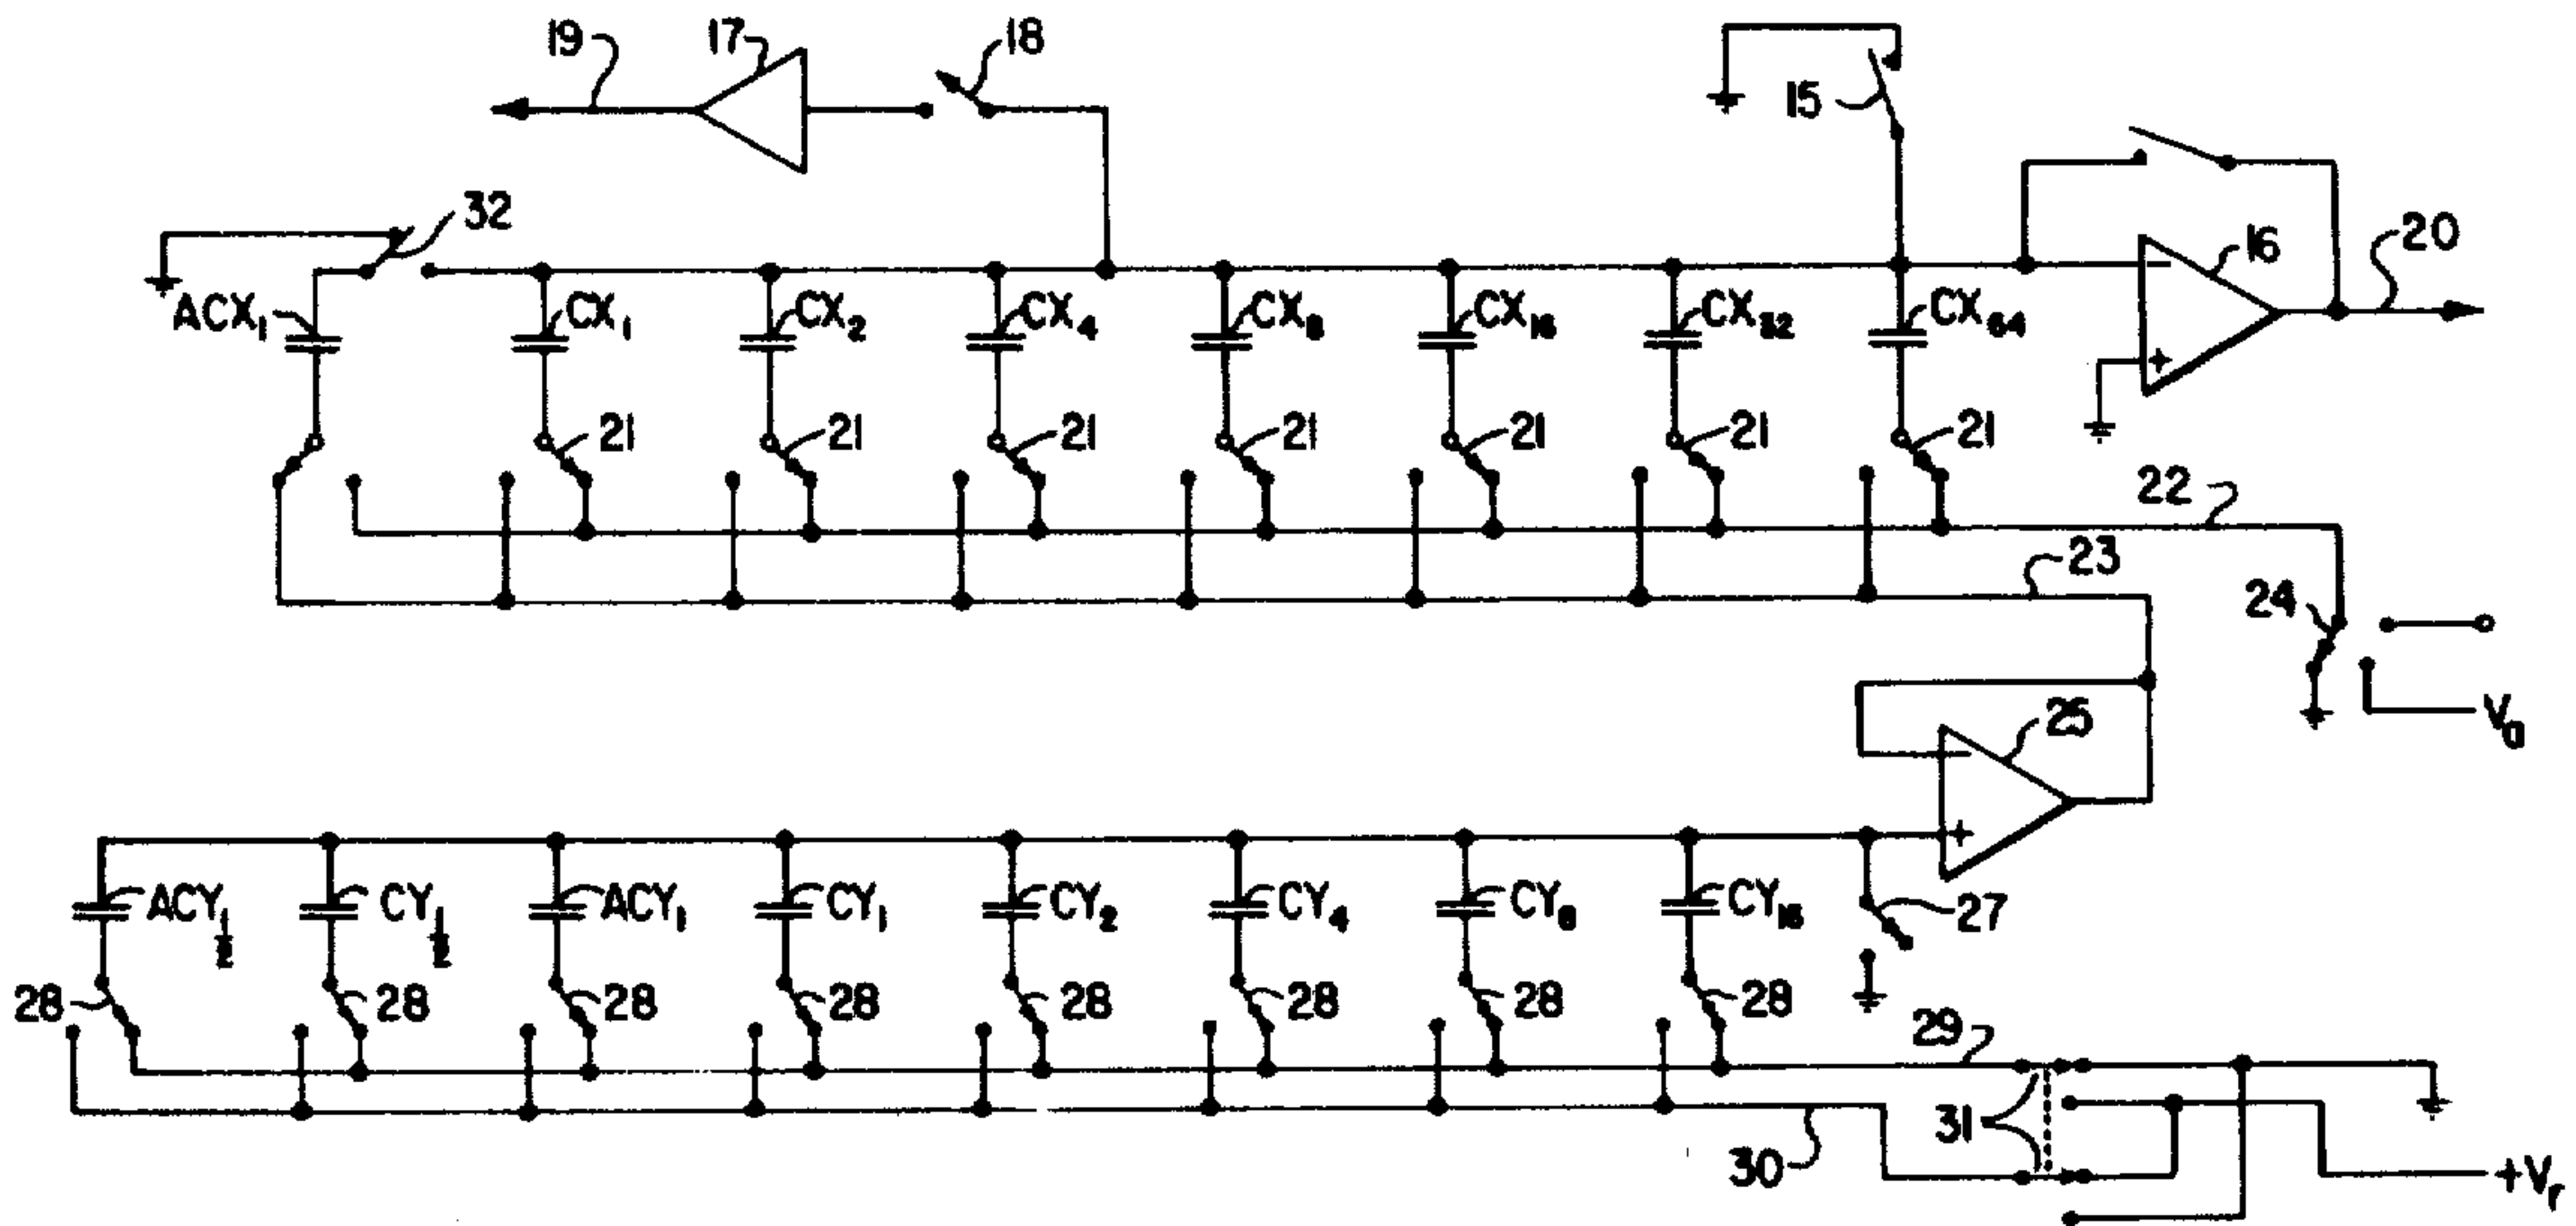 19 17 18
15
32
16 20
ACX₁ CX₁ CX₂ CX₄ CX₈ CX₁₆ CX₃₂ CX₆₄
− +
21 21 21 21 21 21 21
22
23
24
Vₐ
25
− +
ACY½ CY½ ACY₁ CY₁ CY₂ CY₄ CY₈ CY₁₆
27
28 28 28 28 28 28 28 28
29
31
30
+Vᵣ